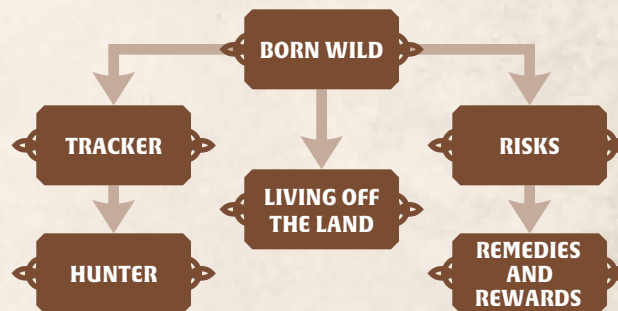 BORN WILD
TRACKER
RISKS
LIVING OFF
THE LAND
HUNTER
REMEDIES
AND
REWARDS